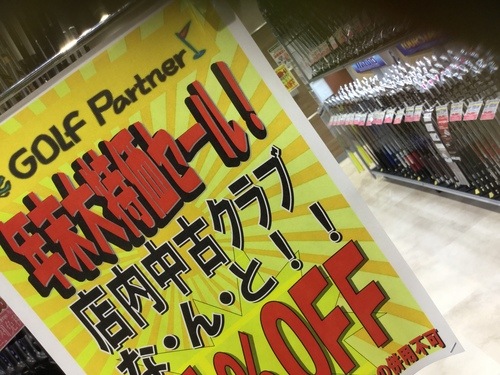 GOLF Partner
年末大特価セール!
店内中古クラブ
な・ん・と!!
%OFF
の併用不可